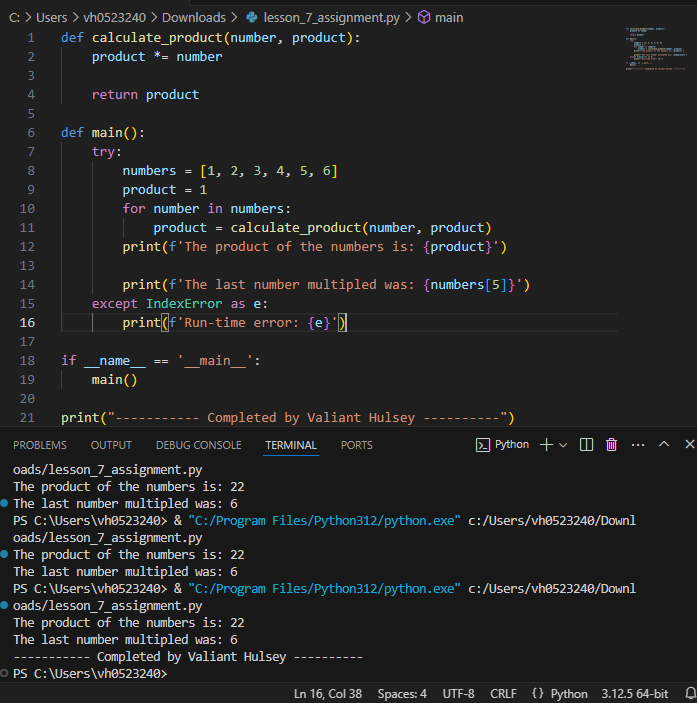 C: > Users > vh0523240 > Downloads > lesson_7_assignment.py > main
1 def calculate_product(number, product):
2     product *= number
3
4     return product
5
6 def main():
7     try:
8         numbers = [1, 2, 3, 4, 5, 6]
9         product = 1
10         for number in numbers:
11             product = calculate_product(number, product)
12         print(f'The product of the numbers is: {product}')
13
14         print(f'The last number multipled was: {numbers[5]}')
15     except IndexError as e:
16         print(f'Run-time error: {e}')
17
18 if __name__ == '__main__':
19     main()
20
21 print("----------- Completed by Valiant Hulsey ----------")
PROBLEMS OUTPUT DEBUG CONSOLE TERMINAL PORTS Python
oads/lesson_7_assignment.py
The product of the numbers is: 22
The last number multipled was: 6
PS C:\Users\vh0523240> & "C:/Program Files/Python312/python.exe" c:/Users/vh0523240/Downl
oads/lesson_7_assignment.py
The product of the numbers is: 22
The last number multipled was: 6
PS C:\Users\vh0523240> & "C:/Program Files/Python312/python.exe" c:/Users/vh0523240/Downl
oads/lesson_7_assignment.py
The product of the numbers is: 22
The last number multipled was: 6
----------- Completed by Valiant Hulsey ----------
PS C:\Users\vh0523240>
Ln 16, Col 38 Spaces: 4 UTF-8 CRLF {} Python 3.12.5 64-bit